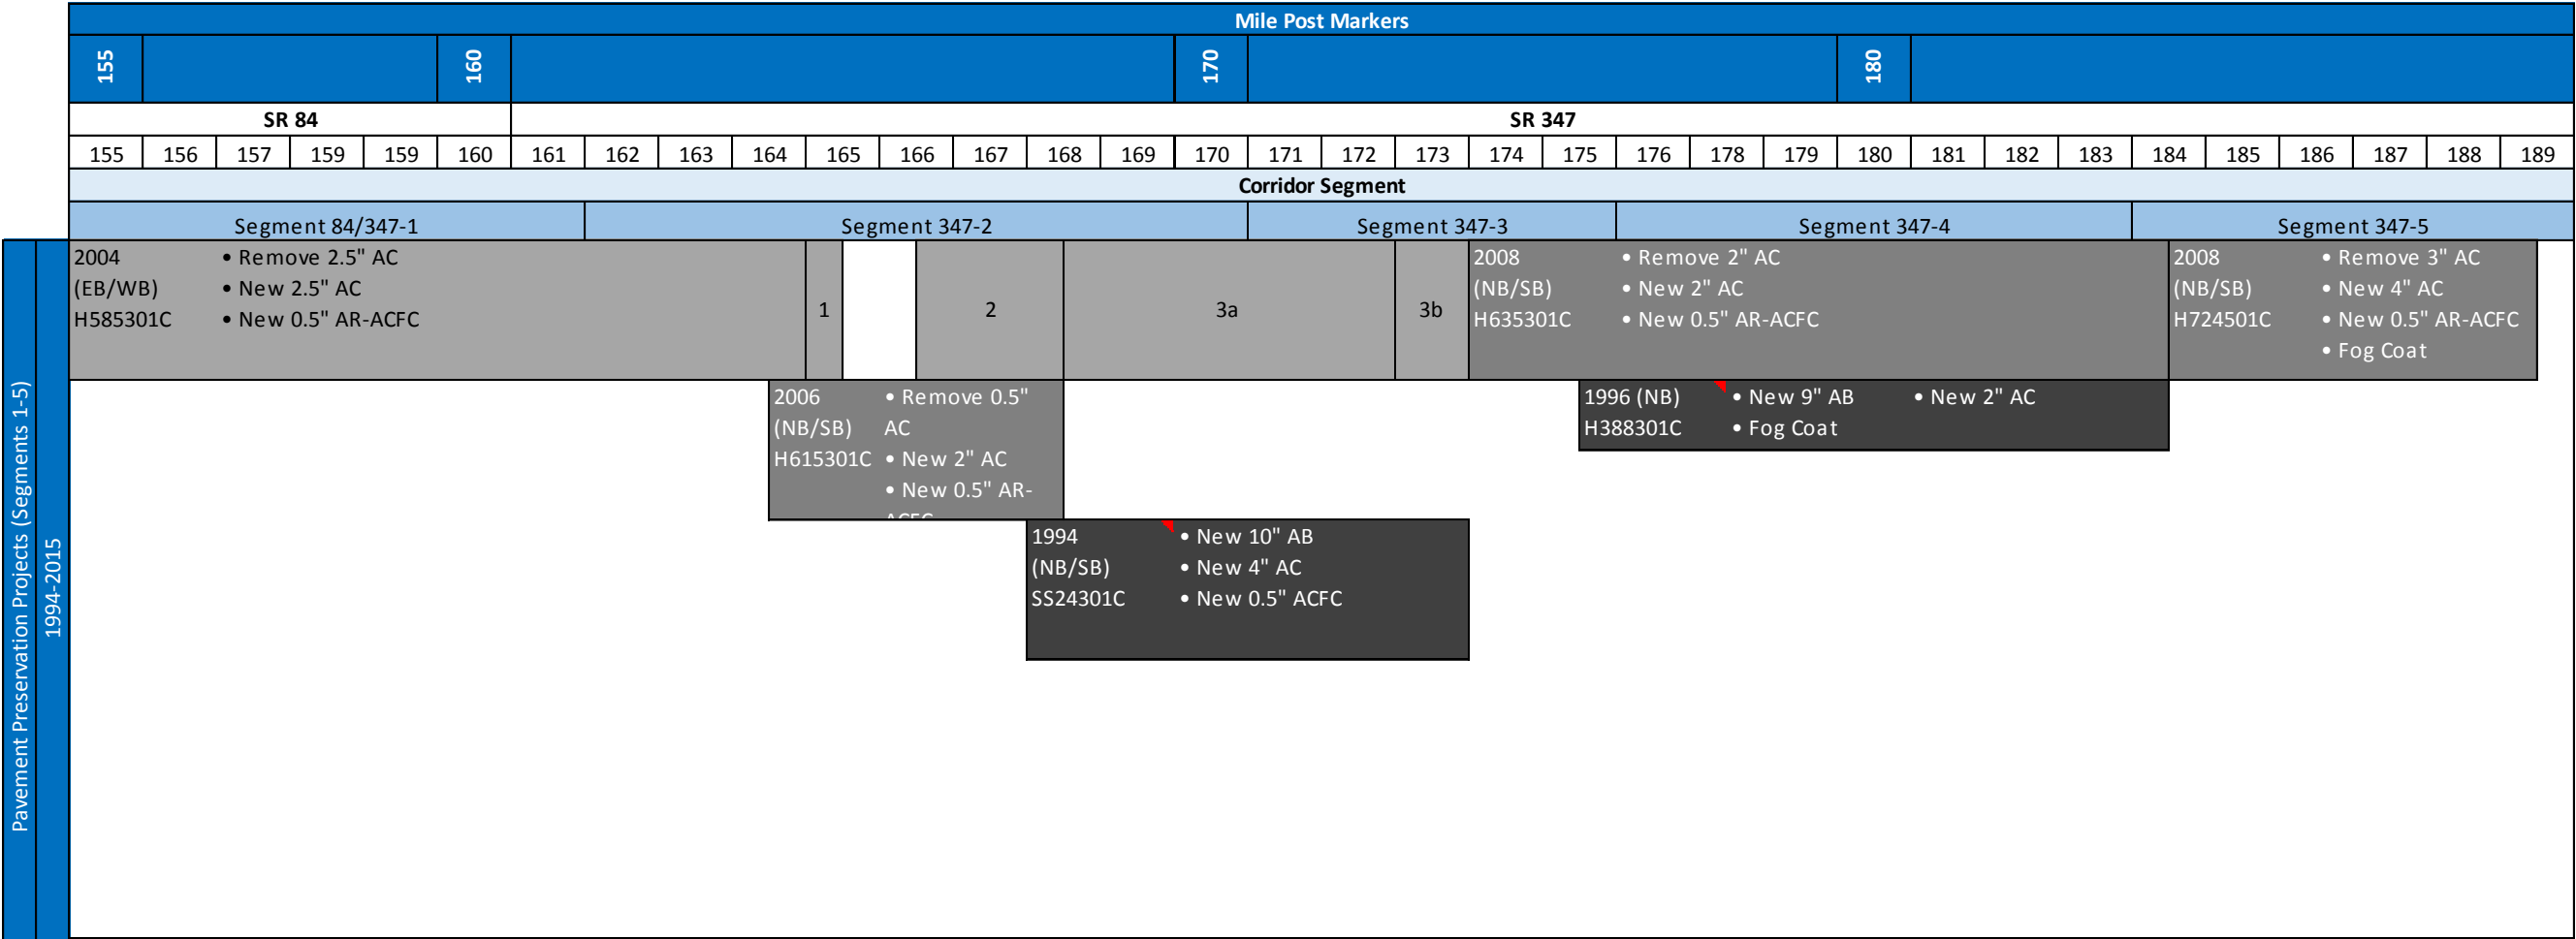 Mile Post Markers
155 160 170 180
SR 84 SR 347
155 156 157 159 159 160 161 162 163 164 165 166 167 168 169 170 171 172 173 174 175 176 178 179 180 181 182 183 184 185 186 187 188 189
Corridor Segment
Segment 84/347-1 Segment 347-2 Segment 347-3 Segment 347-4 Segment 347-5
Pavement Preservation Projects (Segments 1-5)
1994-2015
2004
(EB/WB)
H585301C
• Remove 2.5" AC
• New 2.5" AC
• New 0.5" AR-ACFC
1
2
3a
3b
2008
(NB/SB)
H635301C
• Remove 2" AC
• New 2" AC
• New 0.5" AR-ACFC
2008
(NB/SB)
H724501C
• Remove 3" AC
• New 4" AC
• New 0.5" AR-ACFC
• Fog Coat
2006
(NB/SB)
H615301C
• Remove 0.5"
AC
• New 2" AC
• New 0.5" AR-
1996 (NB)
H388301C
• New 9" AB • New 2" AC
• Fog Coat
1994
(NB/SB)
SS24301C
• New 10" AB
• New 4" AC
• New 0.5" ACFC